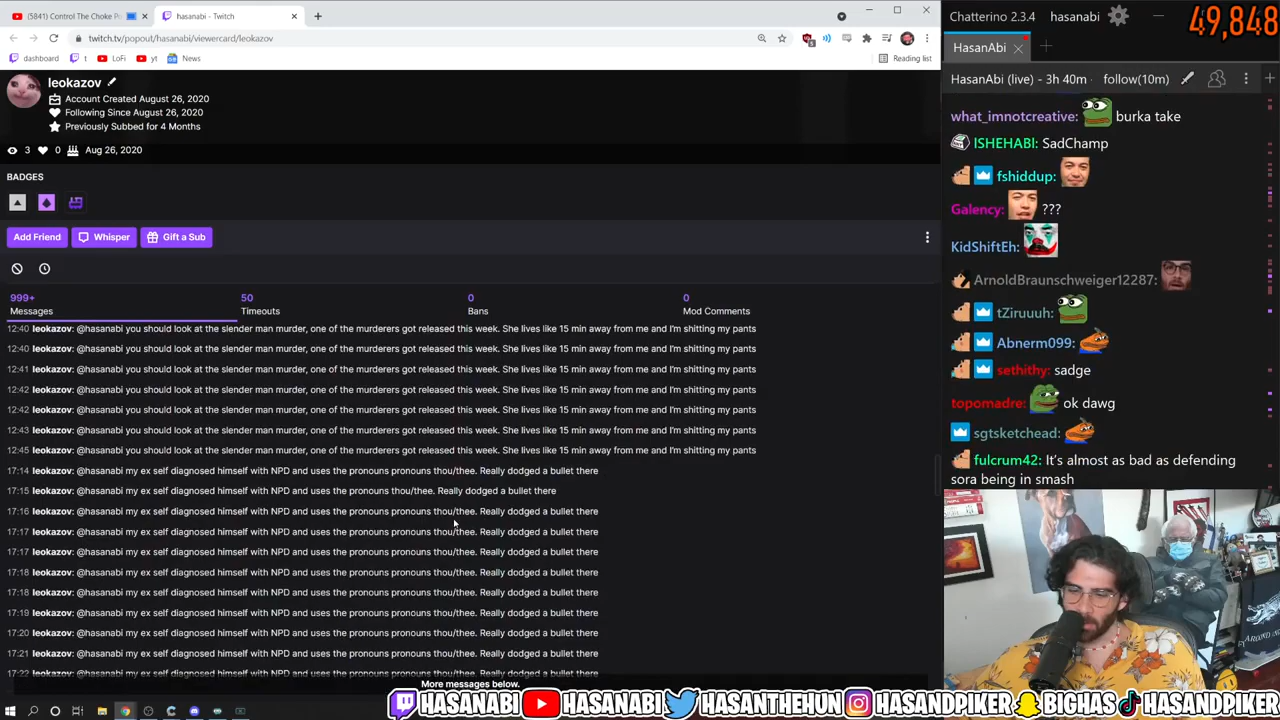 (5841) Control The Choke Po
hasanabi - Twitch
twitch.tv/popout/hasanabi/viewercard/leokazov
dashboard
t
LoFi
yt
News
Reading list
leokazov
Account Created August 26, 2020
Following Since August 26, 2020
Previously Subbed for 4 Months
3 0 Aug 26, 2020
BADGES
Add Friend
Whisper
Gift a Sub
999+
Messages
50
Timeouts
0
Bans
0
Mod Comments
12:40 leokazov: @hasanabi you should look at the slender man murder, one of the murderers got released this week. She lives like 15 min away from me and I'm shitting my pants
12:40 leokazov: @hasanabi you should look at the slender man murder, one of the murderers got released this week. She lives like 15 min away from me and I'm shitting my pants
12:41 leokazov: @hasanabi you should look at the slender man murder, one of the murderers got released this week. She lives like 15 min away from me and I'm shitting my pants
12:42 leokazov: @hasanabi you should look at the slender man murder, one of the murderers got released this week. She lives like 15 min away from me and I'm shitting my pants
12:42 leokazov: @hasanabi you should look at the slender man murder, one of the murderers got released this week. She lives like 15 min away from me and I'm shitting my pants
12:43 leokazov: @hasanabi you should look at the slender man murder, one of the murderers got released this week. She lives like 15 min away from me and I'm shitting my pants
12:45 leokazov: @hasanabi you should look at the slender man murder, one of the murderers got released this week. She lives like 15 min away from me and I'm shitting my pants
17:14 leokazov: @hasanabi my ex self diagnosed himself with NPD and uses the pronouns pronouns thou/thee. Really dodged a bullet there
17:15 leokazov: @hasanabi my ex self diagnosed himself with NPD and uses the pronouns thou/thee. Really dodged a bullet there
17:16 leokazov: @hasanabi my ex self diagnosed himself with NPD and uses the pronouns pronouns thou/thee. Really dodged a bullet there
17:17 leokazov: @hasanabi my ex self diagnosed himself with NPD and uses the pronouns pronouns thou/thee. Really dodged a bullet there
17:17 leokazov: @hasanabi my ex self diagnosed himself with NPD and uses the pronouns pronouns thou/thee. Really dodged a bullet there
17:18 leokazov: @hasanabi my ex self diagnosed himself with NPD and uses the pronouns pronouns thou/thee. Really dodged a bullet there
17:18 leokazov: @hasanabi my ex self diagnosed himself with NPD and uses the pronouns pronouns thou/thee. Really dodged a bullet there
17:19 leokazov: @hasanabi my ex self diagnosed himself with NPD and uses the pronouns pronouns thou/thee. Really dodged a bullet there
17:20 leokazov: @hasanabi my ex self diagnosed himself with NPD and uses the pronouns pronouns thou/thee. Really dodged a bullet there
17:21 leokazov: @hasanabi my ex self diagnosed himself with NPD and uses the pronouns pronouns thou/thee. Really dodged a bullet there
17:22 leokazov: @hasanabi my ex self diagnosed himself with NPD and uses the pronouns pronouns thou/thee. Really dodged a bullet there
More messages below.
Chatterino 2.3.4
hasanabi
49,848
HasanAbi
HasanAbi (live) - 3h 40m - follow(10m)
what_imnotcreative: burka take
ISHEHABI: SadChamp
fshiddup:
Galency: ???
KidShiftEh:
ArnoldBraunschweiger12287:
tZiruuuh:
Abnerm099:
sethithy: sadge
topomadre: ok dawg
sgtsketchead:
fulcrum42: It's almost as bad as defending
sora being in smash
HASANABI HASANABI HASANTHEHUN HASANDPIKER BIGHAS HASANDPIKER